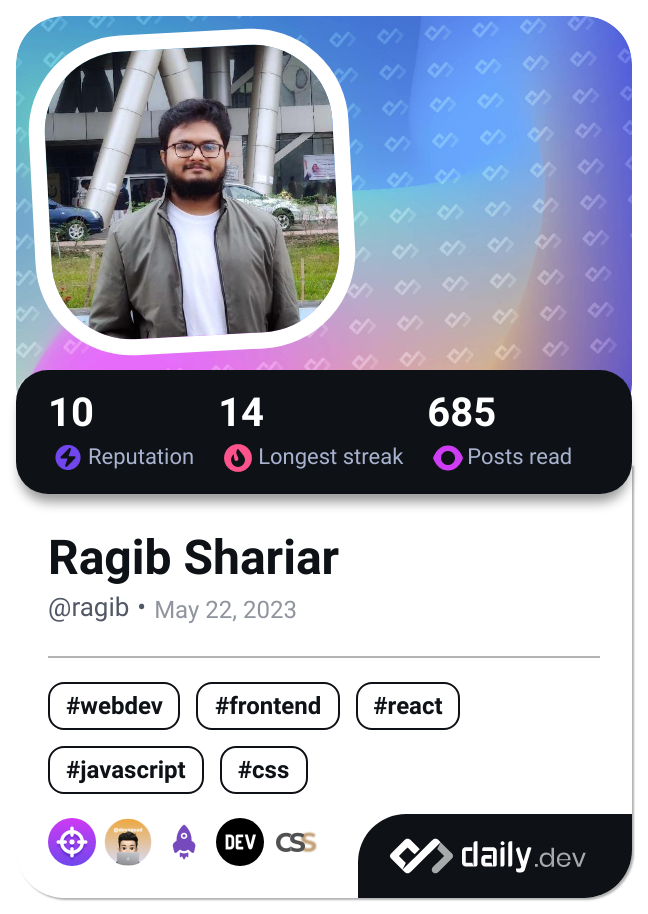 10 14 685
Reputation Longest streak Posts read
Ragib Shariar
@ragib • May 22, 2023
#webdev #frontend #react
#javascript #css
DEV CSS
daily.dev